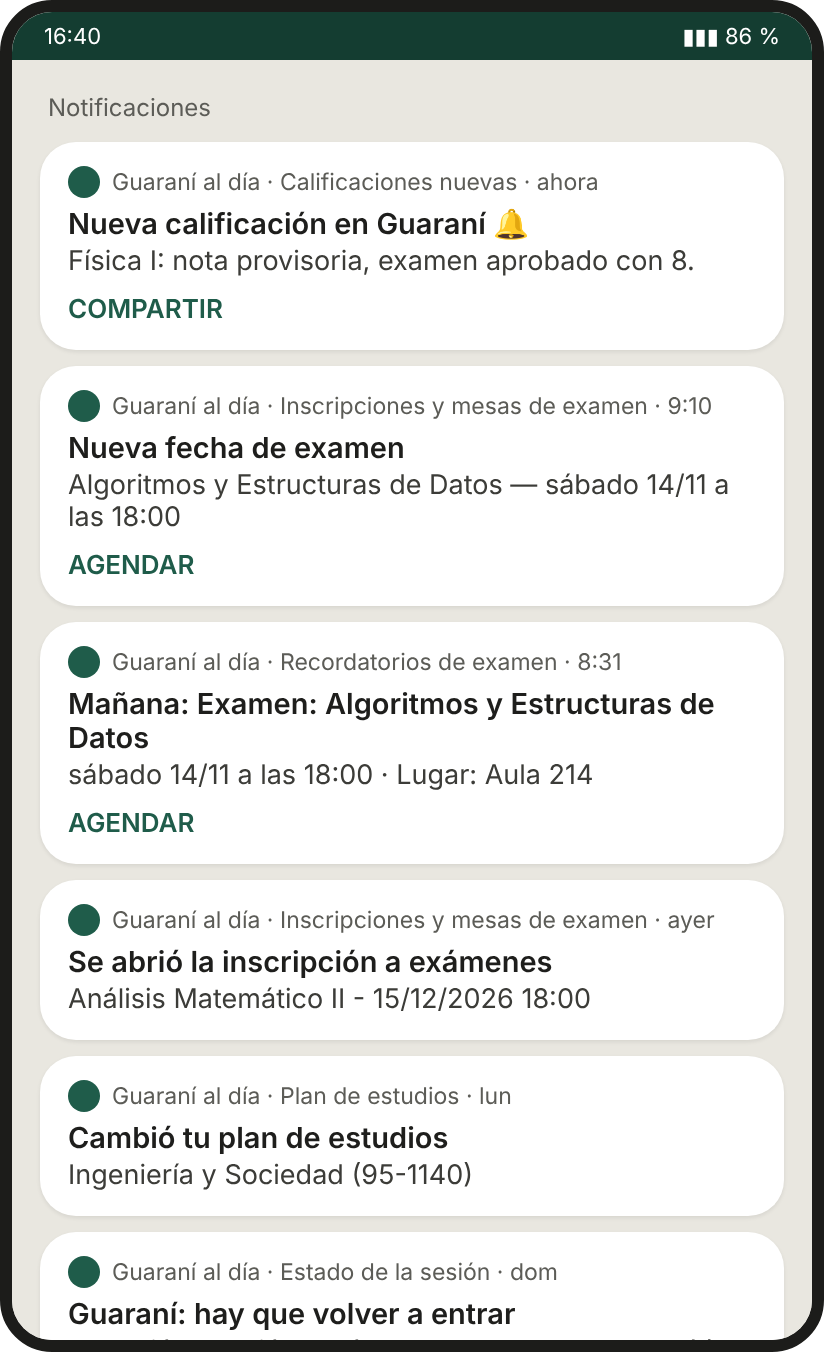 16:40
86 %
Notificaciones
Guaraní al día · Calificaciones nuevas · ahora
Nueva calificación en Guaraní 🔔
Física I: nota provisoria, examen aprobado con 8.
COMPARTIR
Guaraní al día · Inscripciones y mesas de examen · 9:10
Nueva fecha de examen
Algoritmos y Estructuras de Datos — sábado 14/11 a
las 18:00
AGENDAR
Guaraní al día · Recordatorios de examen · 8:31
Mañana: Examen: Algoritmos y Estructuras de
Datos
sábado 14/11 a las 18:00 · Lugar: Aula 214
AGENDAR
Guaraní al día · Inscripciones y mesas de examen · ayer
Se abrió la inscripción a exámenes
Análisis Matemático II - 15/12/2026 18:00
Guaraní al día · Plan de estudios · lun
Cambió tu plan de estudios
Ingeniería y Sociedad (95-1140)
Guaraní al día · Estado de la sesión · dom
Guaraní: hay que volver a entrar